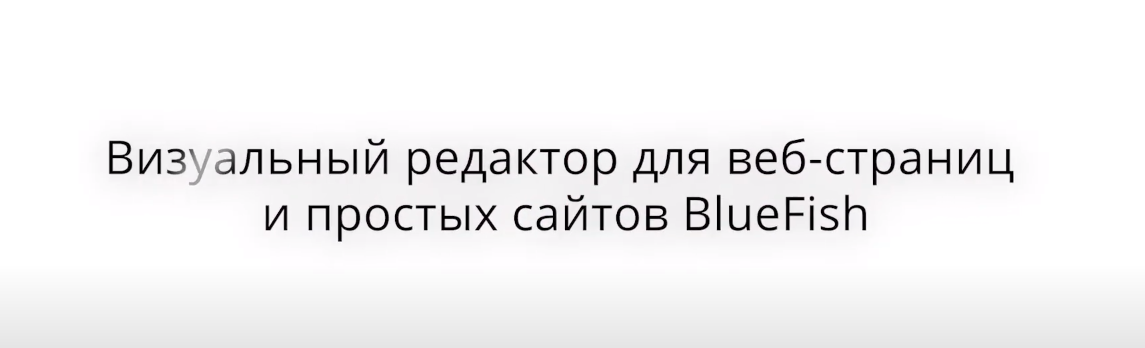 Визуальный редактор для веб-страниц
и простых сайтов BlueFish